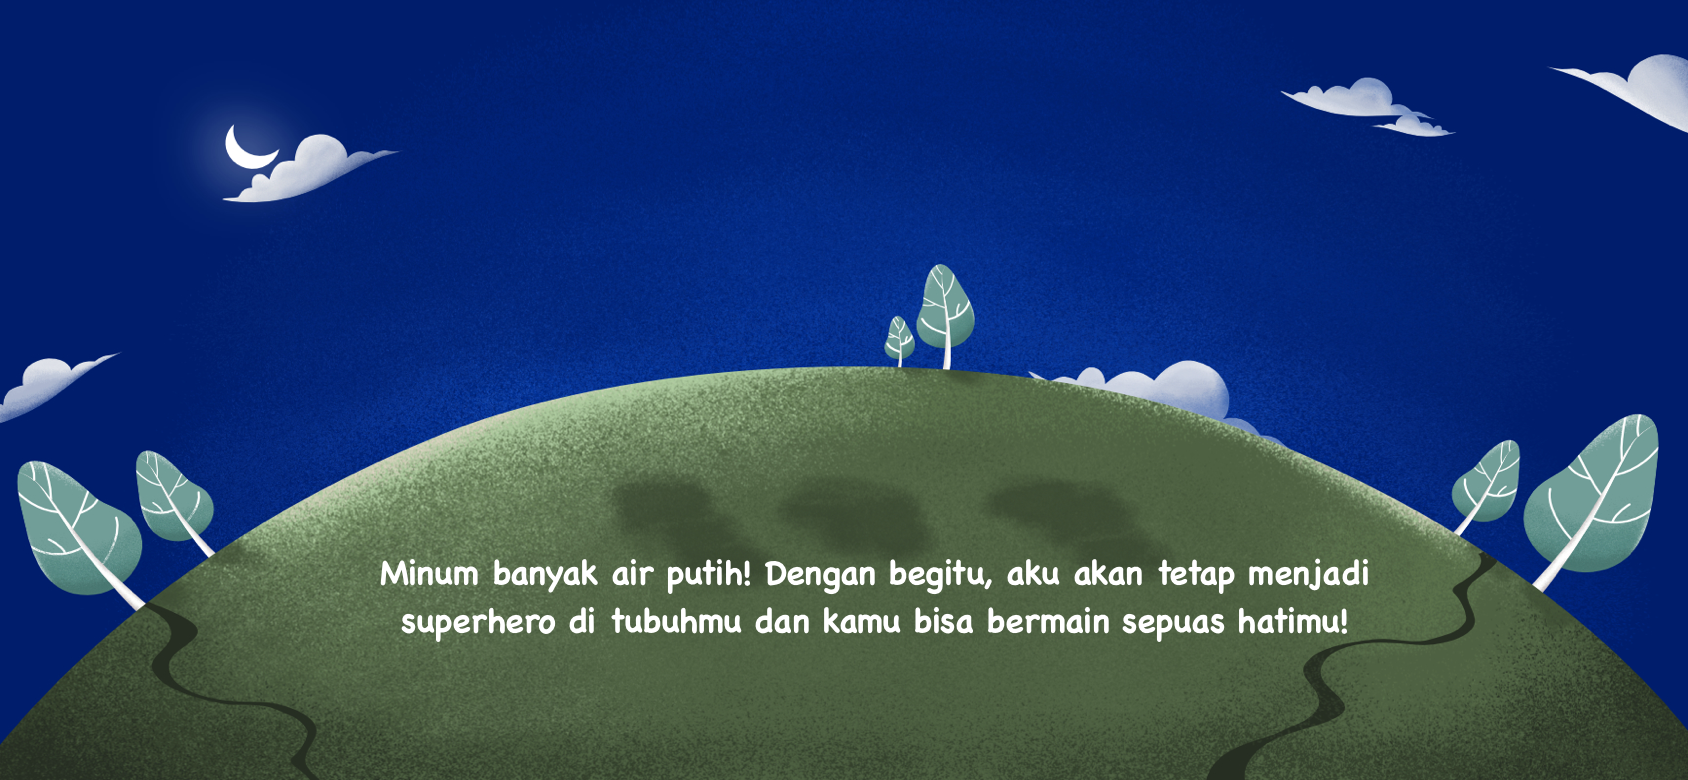 Minum banyak air putih! Dengan begitu, aku akan tetap menjadi
superhero di tubuhmu dan kamu bisa bermain sepuas hatimu!